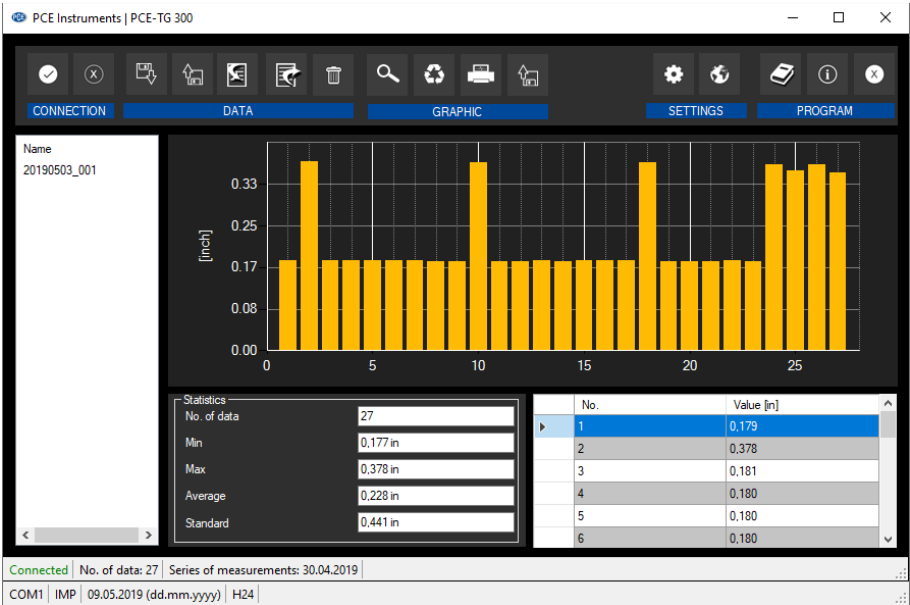 PCE Instruments | PCE-TG 300
CONNECTION DATA GRAPHIC SETTINGS PROGRAM
Name
20190503_001
[inch]
0.33
0.25
0.17
0.08
0.00
0 5 10 15 20 25
Statistics
No. of data 27
Min 0,177 in
Max 0,378 in
Average 0,228 in
Standard 0,441 in
No. Value [in]
1 0,179
2 0,378
3 0,181
4 0,180
5 0,180
6 0,180
Connected No. of data: 27 Series of measurements: 30.04.2019
COM1 IMP 09.05.2019 (dd.mm.yyyy) H24